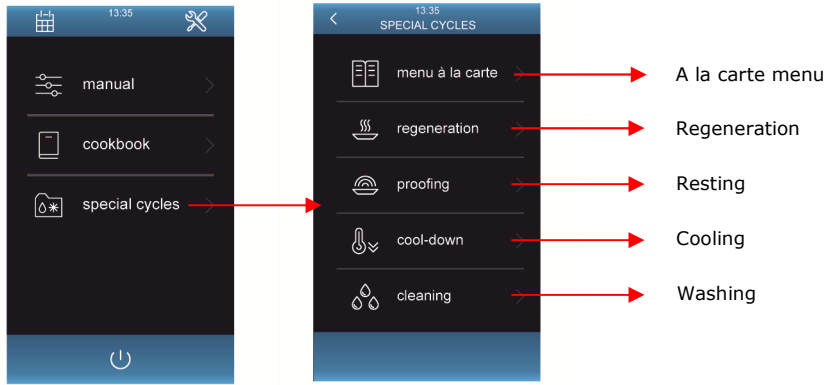 13:35
manual
cookbook
special cycles
13:35
SPECIAL CYCLES
menu à la carte
regeneration
proofing
cool-down
cleaning
A la carte menu
Regeneration
Resting
Cooling
Washing